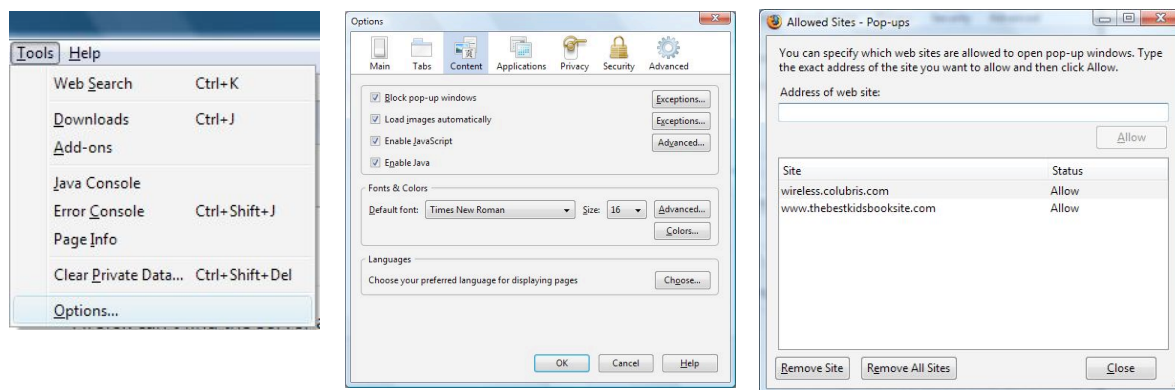 Tools Help
Web Search Ctrl+K
Downloads Ctrl+J
Add-ons
Java Console
Error Console Ctrl+Shift+J
Page Info
Clear Private Data... Ctrl+Shift+Del
Options...
Options
Main Tabs Content Applications Privacy Security Advanced
Block pop-up windows Exceptions...
Load images automatically Exceptions...
Enable JavaScript Advanced...
Enable Java
Fonts & Colors
Default font: Times New Roman Size: 16 Advanced...
Colors...
Languages
Choose your preferred language for displaying pages Choose...
OK Cancel Help
Allowed Sites - Pop-ups
You can specify which web sites are allowed to open pop-up windows. Type
the exact address of the site you want to allow and then click Allow.
Address of web site:
Allow
Site Status
wireless.colubris.com Allow
www.thebestkidsbooksite.com Allow
Remove Site Remove All Sites Close